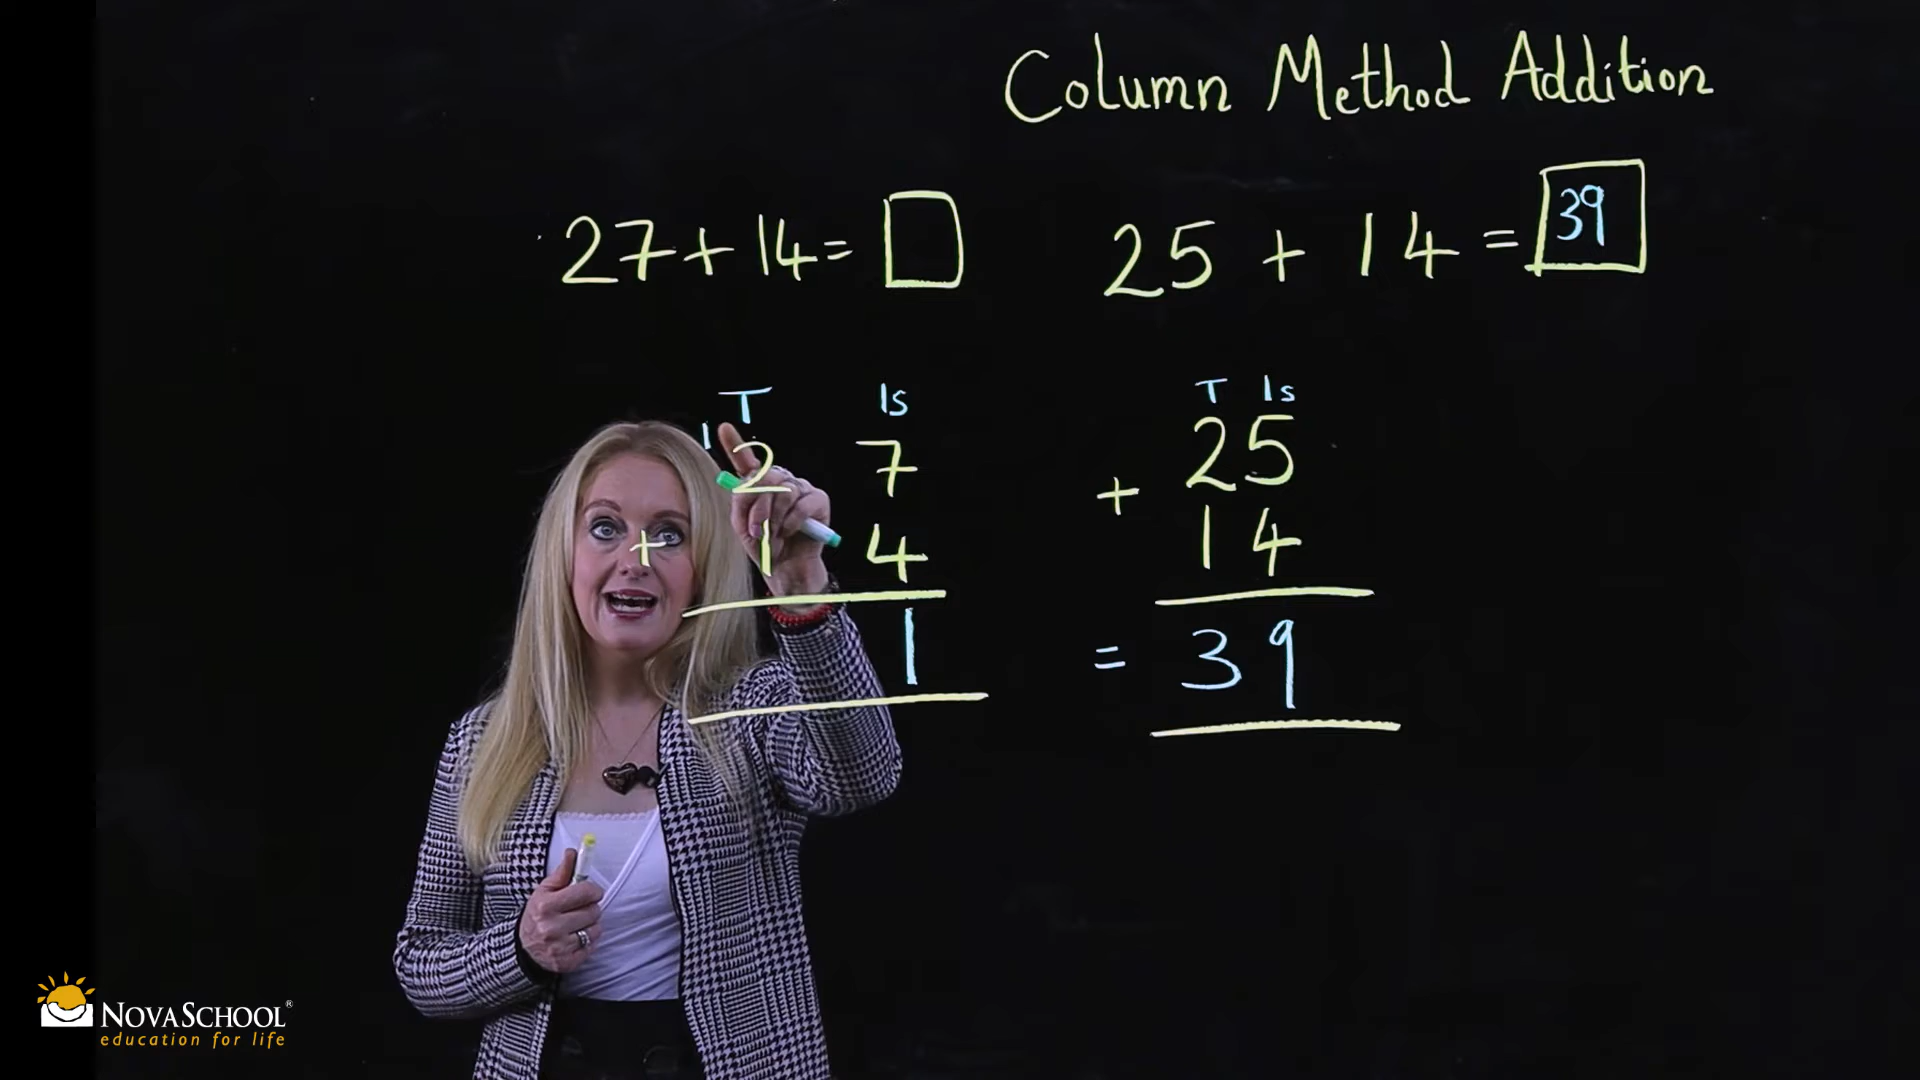 Column Method Addition
27+14=
25 + 14 = 39
T 1s
1 2 7
+ 1 4
1
T 1s
25
+
14
= 39
NOVASCHOOL®
education for life